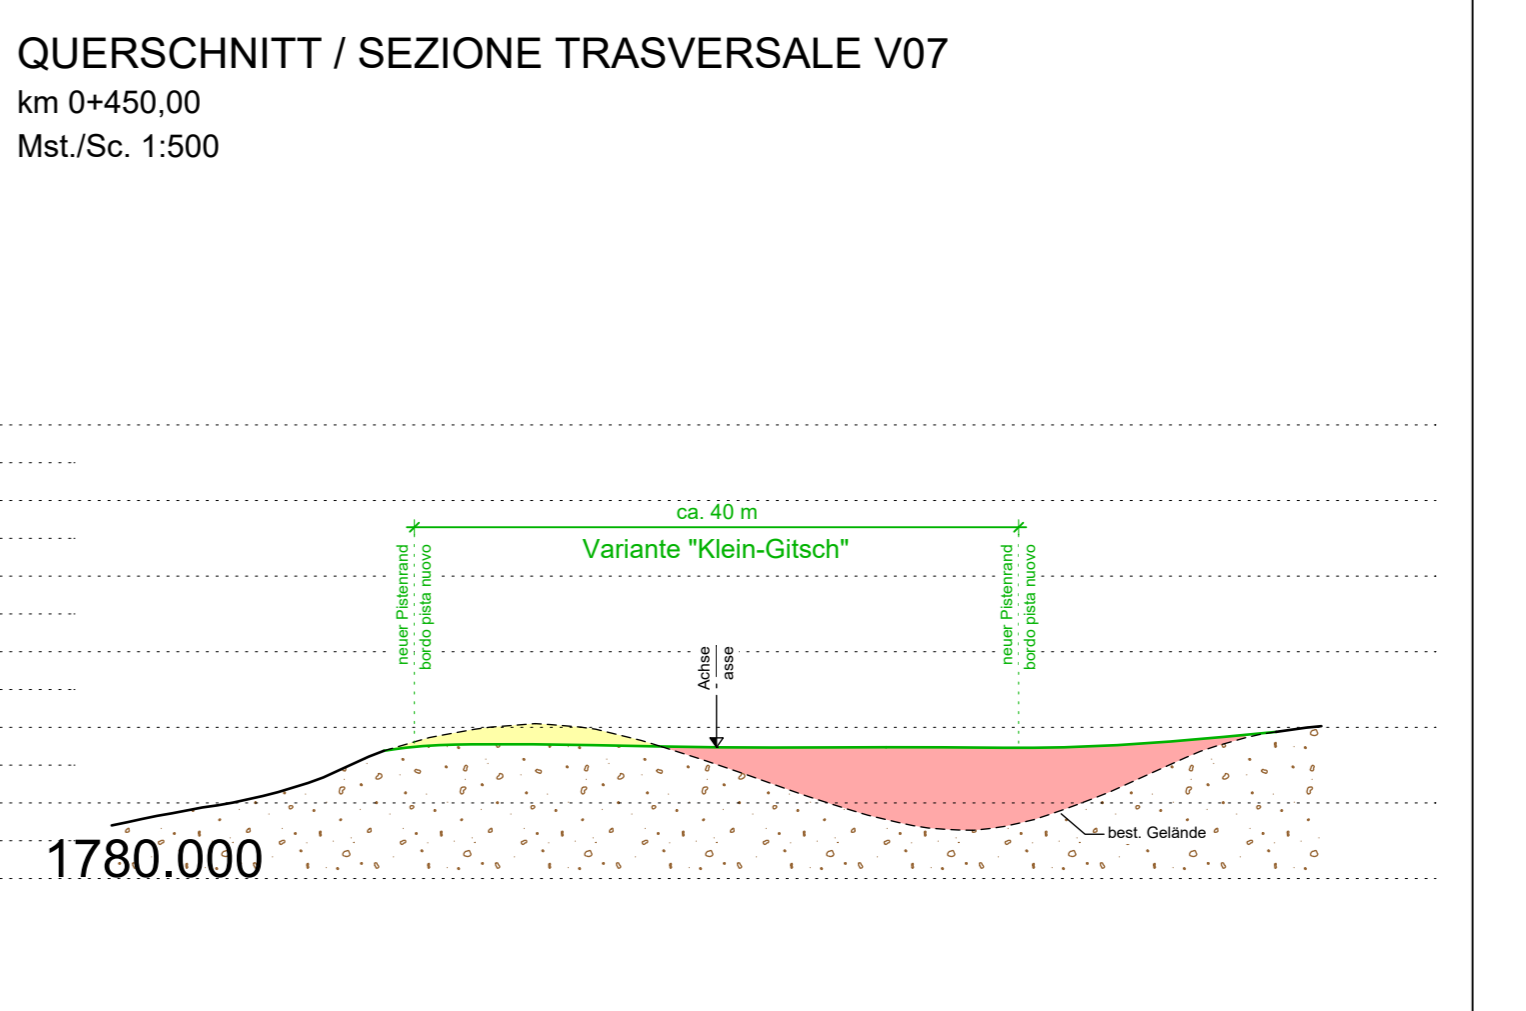 QUERSCHNITT / SEZIONE TRASVERSALE V07
km 0+450,00
Mst./Sc. 1:500
ca. 40 m
Variante "Klein-Gitsch"
neuer Pistenrand
bordo pista nuovo
neuer Pistenrand
bordo pista nuovo
Achse
asse
best. Gelände
1780.000